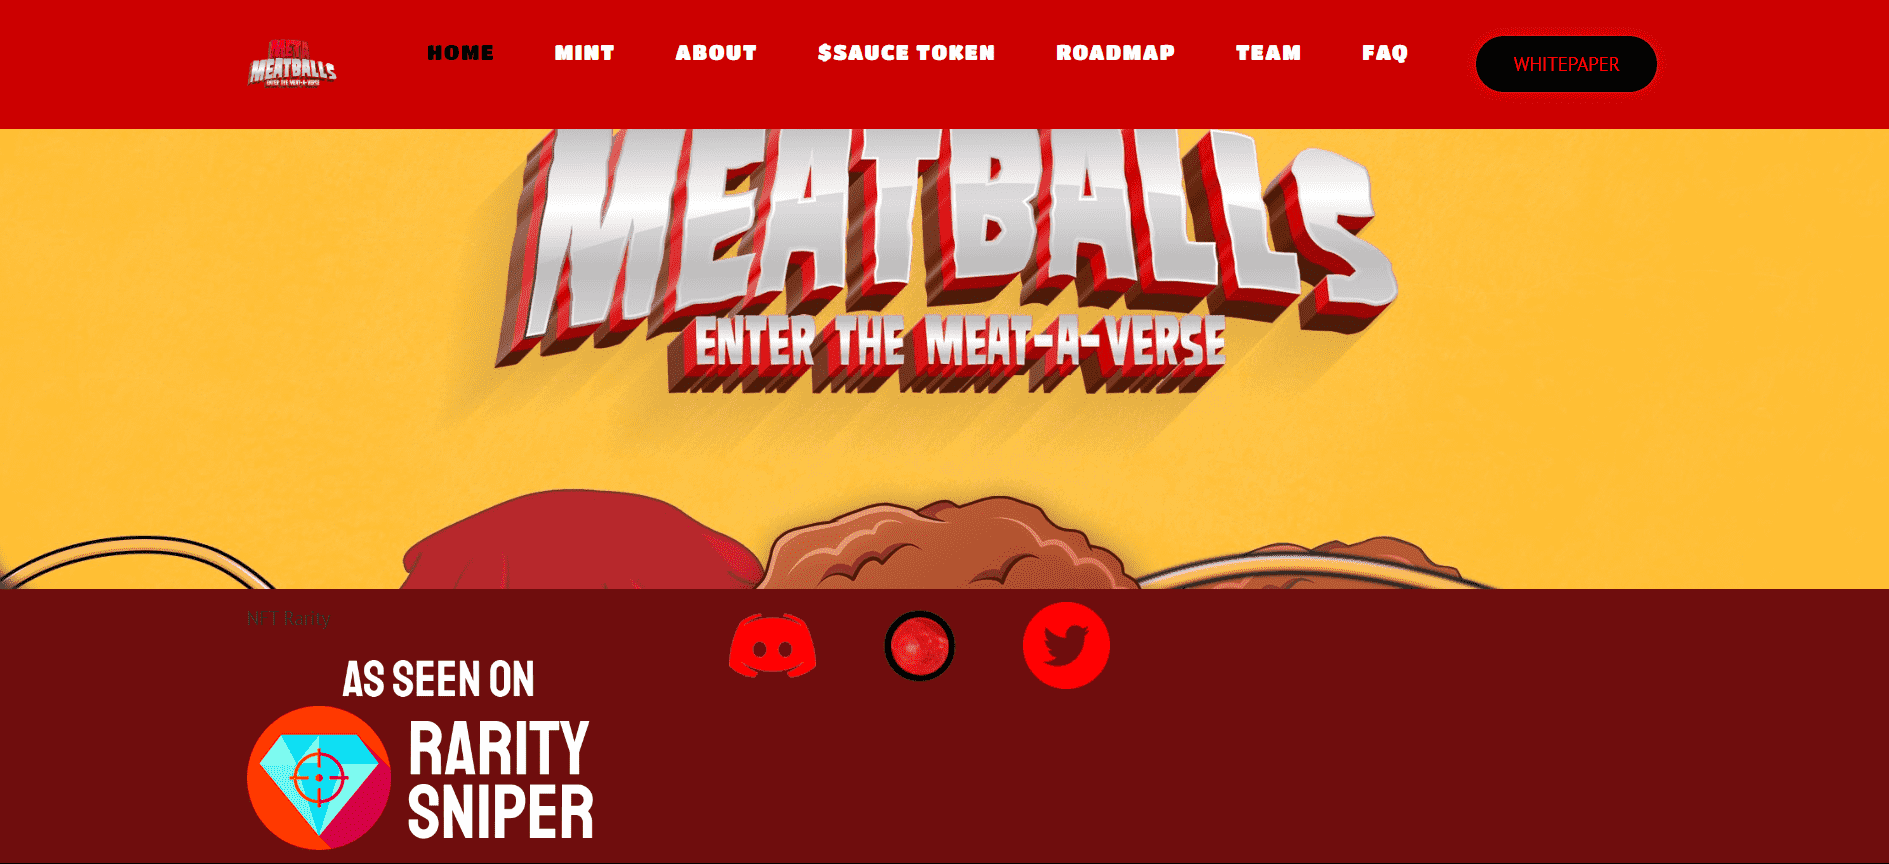 MEATBALLS
ENTER THE MEAT-A-VERSE
HOME MINT ABOUT $SAUCE TOKEN ROADMAP TEAM FAQ WHITEPAPER
MEATBALLS
ENTER THE MEAT-A-VERSE
NFT Rarity
AS SEEN ON
RARITY
SNIPER